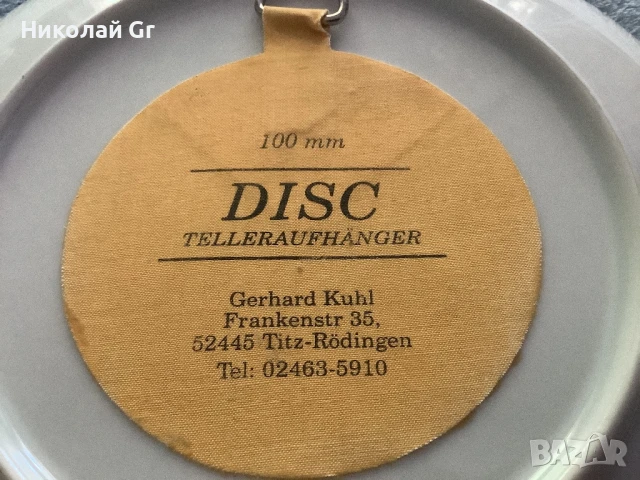 Николай Gr
100 mm
DISC
TELLERAUFHÄNGER
Gerhard Kuhl
Frankenstr 35,
52445 Titz-Rödingen
Tel: 02463-5910
BAZAR